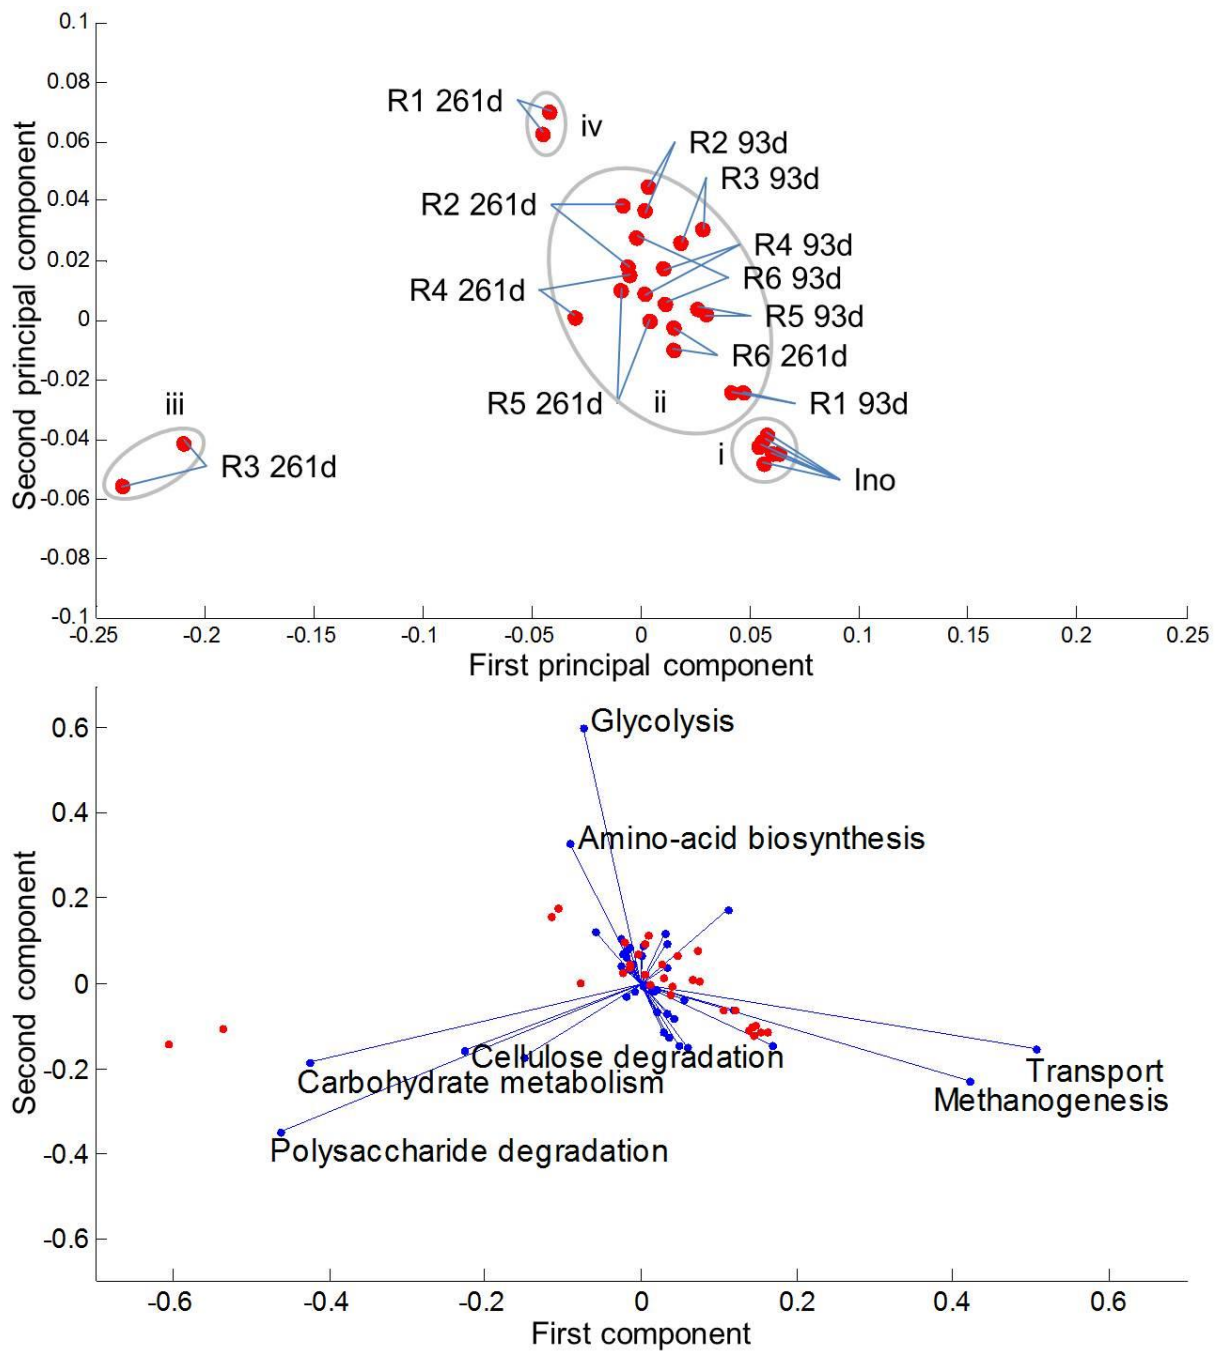 0.1
0.08
R1 261d
iv
0.06
R2 93d
R3 93d
0.04
R2 261d
R4 93d
0.02
R6 93d
R4 261d
0
R5 93d
R6 261d
-0.02
R5 261d
ii
R1 93d
iii
-0.04
R3 261d
i
Ino
-0.06
-0.08
-0.1
Second principal component
-0.25 -0.2 -0.15 -0.1 -0.05 0 0.05 0.1 0.15 0.2 0.25
First principal component
0.6
Glycolysis
0.4
Amino-acid biosynthesis
0.2
0
Cellulose degradation
Transport
Carbohydrate metabolism
Methanogenesis
-0.2
Polysaccharide degradation
-0.4
-0.6
Second component
-0.6 -0.4 -0.2 0 0.2 0.4 0.6
First component